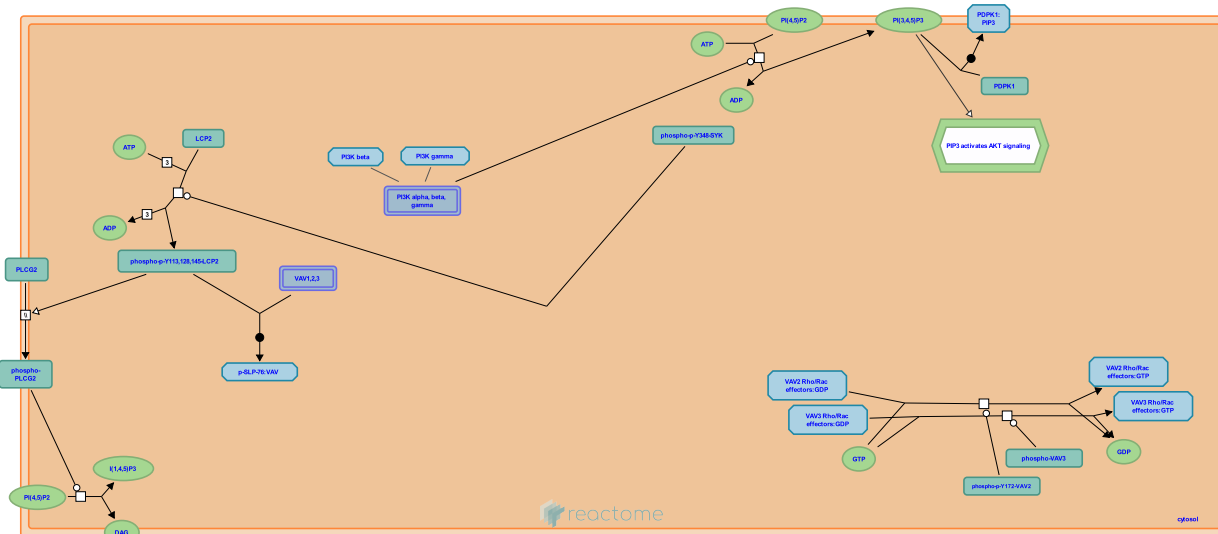 PI(4,5)P2
PI(3,4,5)P3
PDPK1:
PIP3
ATP
ADP
PDPK1
phospho-p-Y348-SYK
PIP3 activates AKT signaling
LCP2
ATP
3
PI3K beta
PI3K gamma
PI3K alpha, beta,
gamma
3
ADP
phospho-p-Y113,128,145-LCP2
PLCG2
VAV1,2,3
phospho-
PLCG2
p-SLP-76:VAV
VAV2 Rho/Rac
effectors:GDP
VAV3 Rho/Rac
effectors:GDP
VAV2 Rho/Rac
effectors:GTP
VAV3 Rho/Rac
effectors:GTP
GTP
phospho-VAV3
GDP
phospho-p-Y172-VAV2
I(1,4,5)P3
PI(4,5)P2
DAG
reactome
cytosol